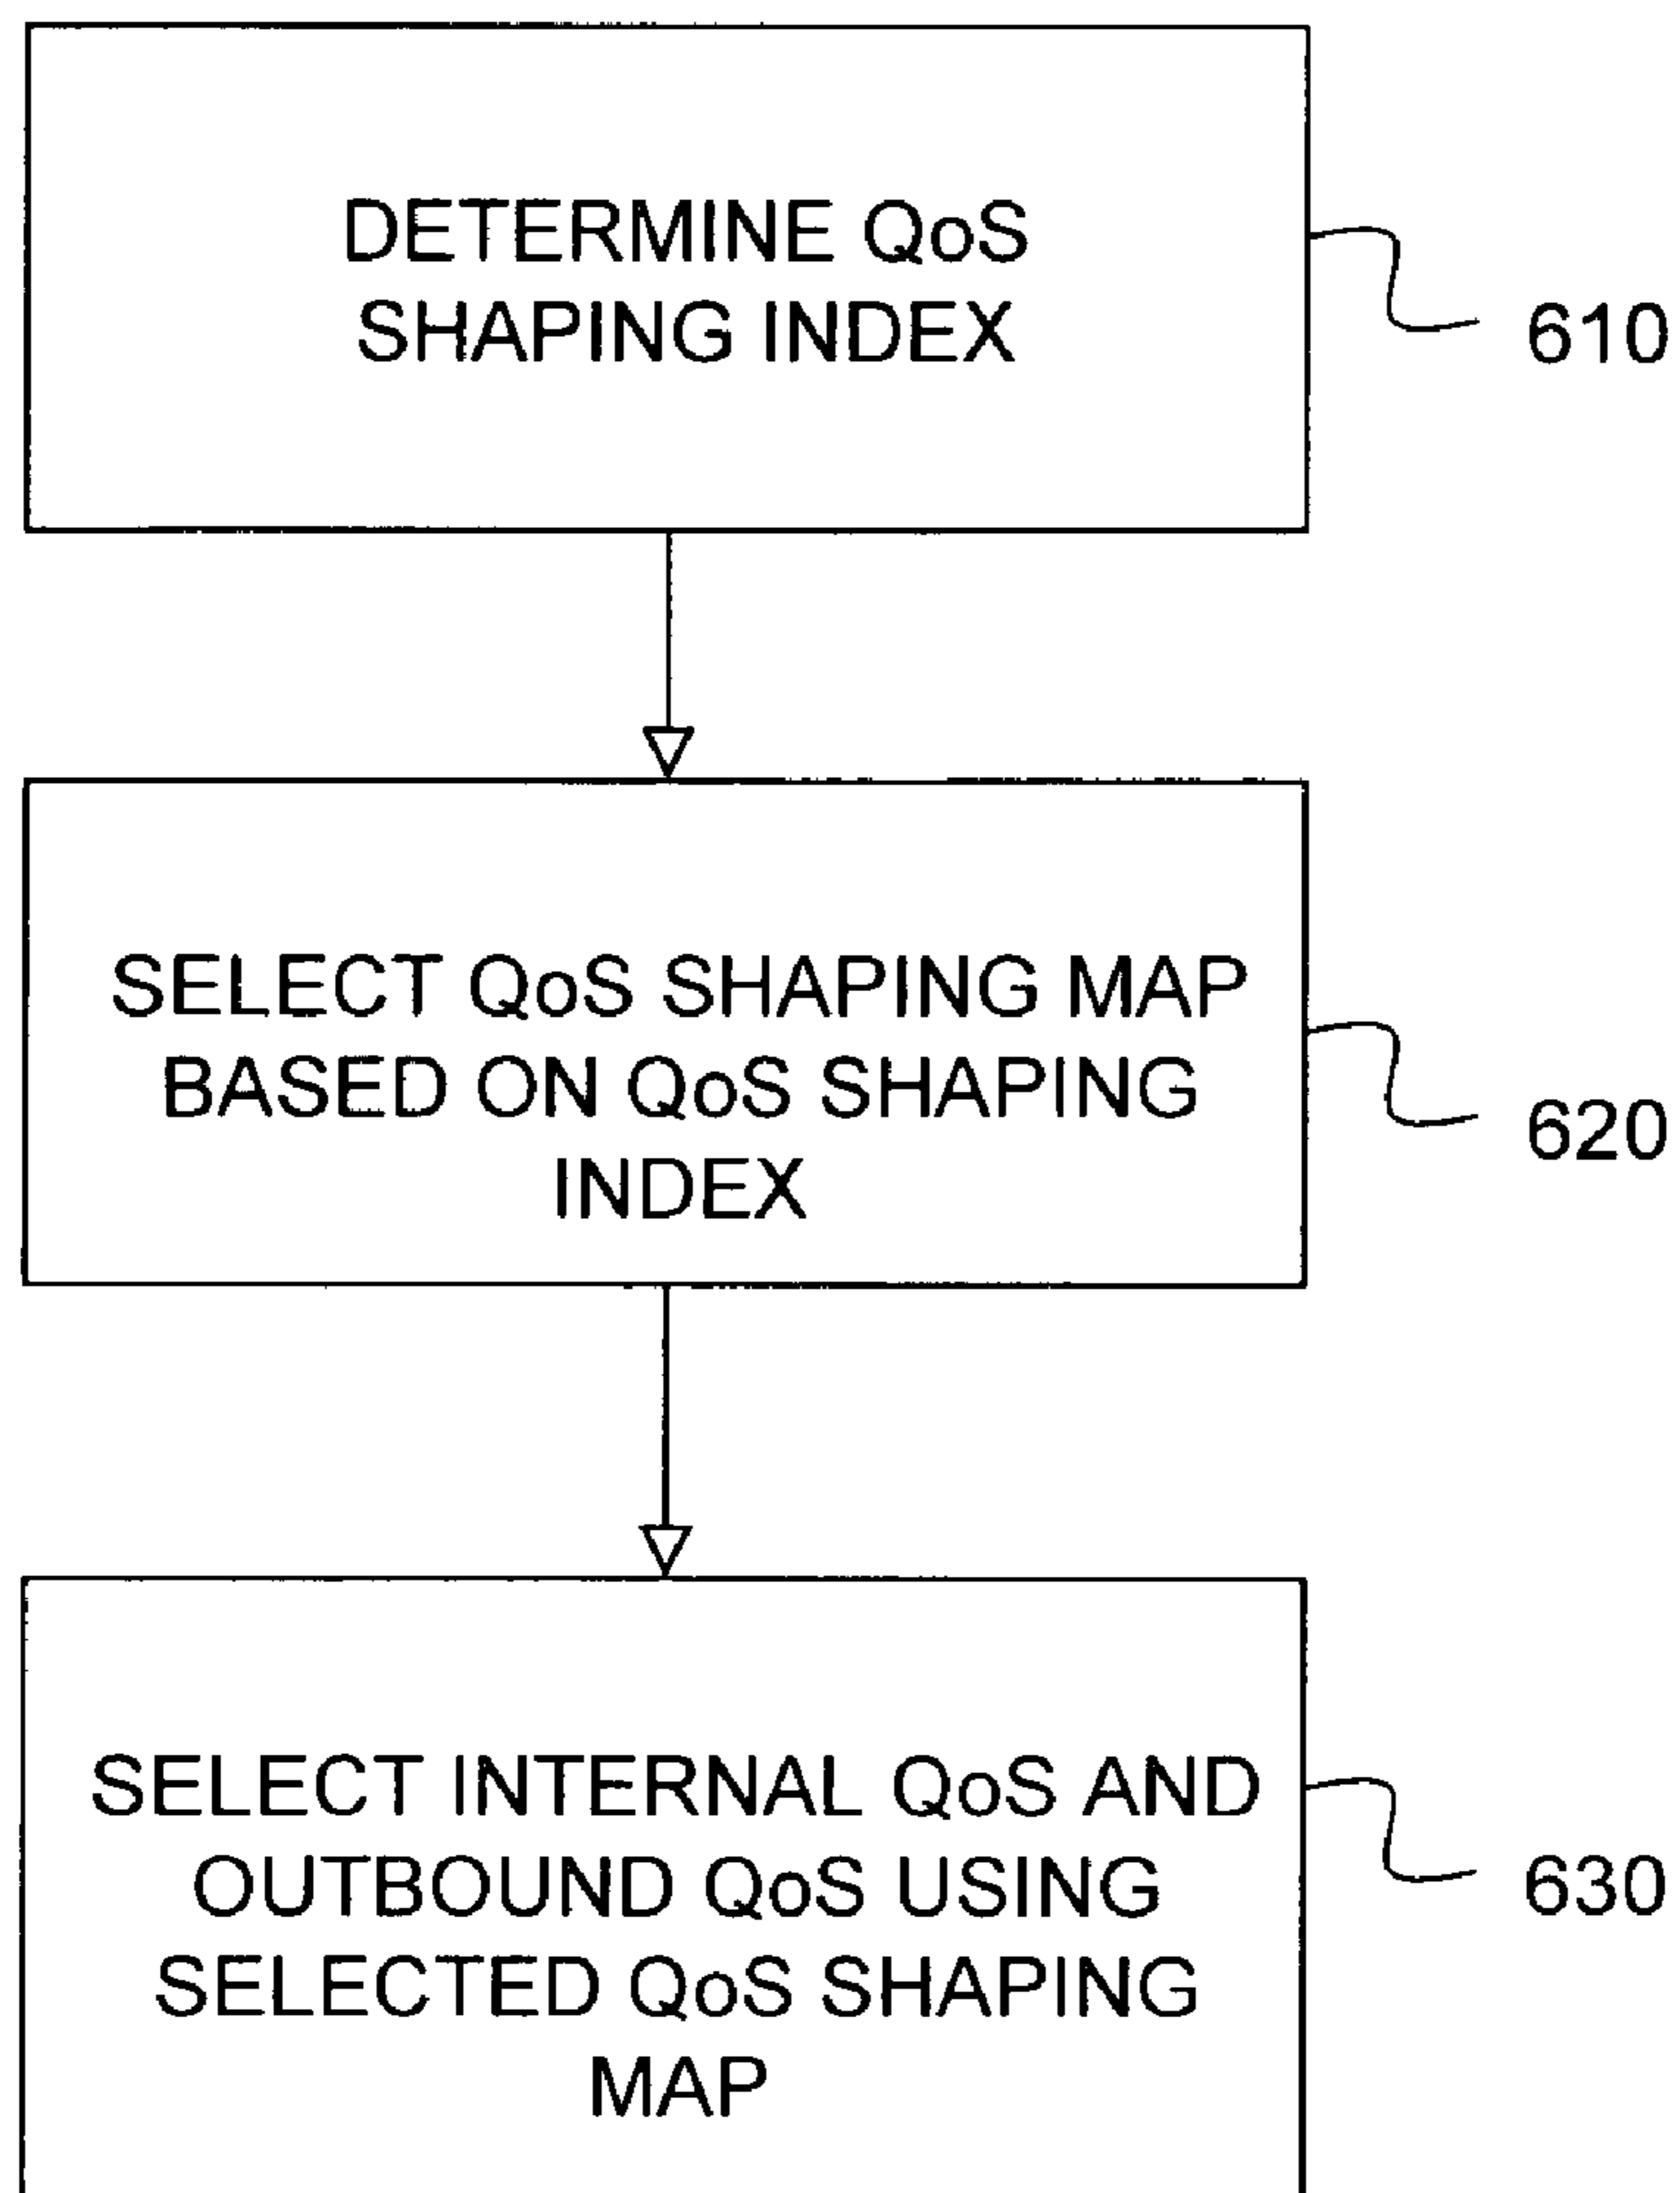 DETERMINE QoS
SHAPING INDEX
610
SELECT QoS SHAPING MAP
BASED ON QoS SHAPING
INDEX
620
SELECT INTERNAL QoS AND
OUTBOUND QoS USING
SELECTED QoS SHAPING
MAP
630